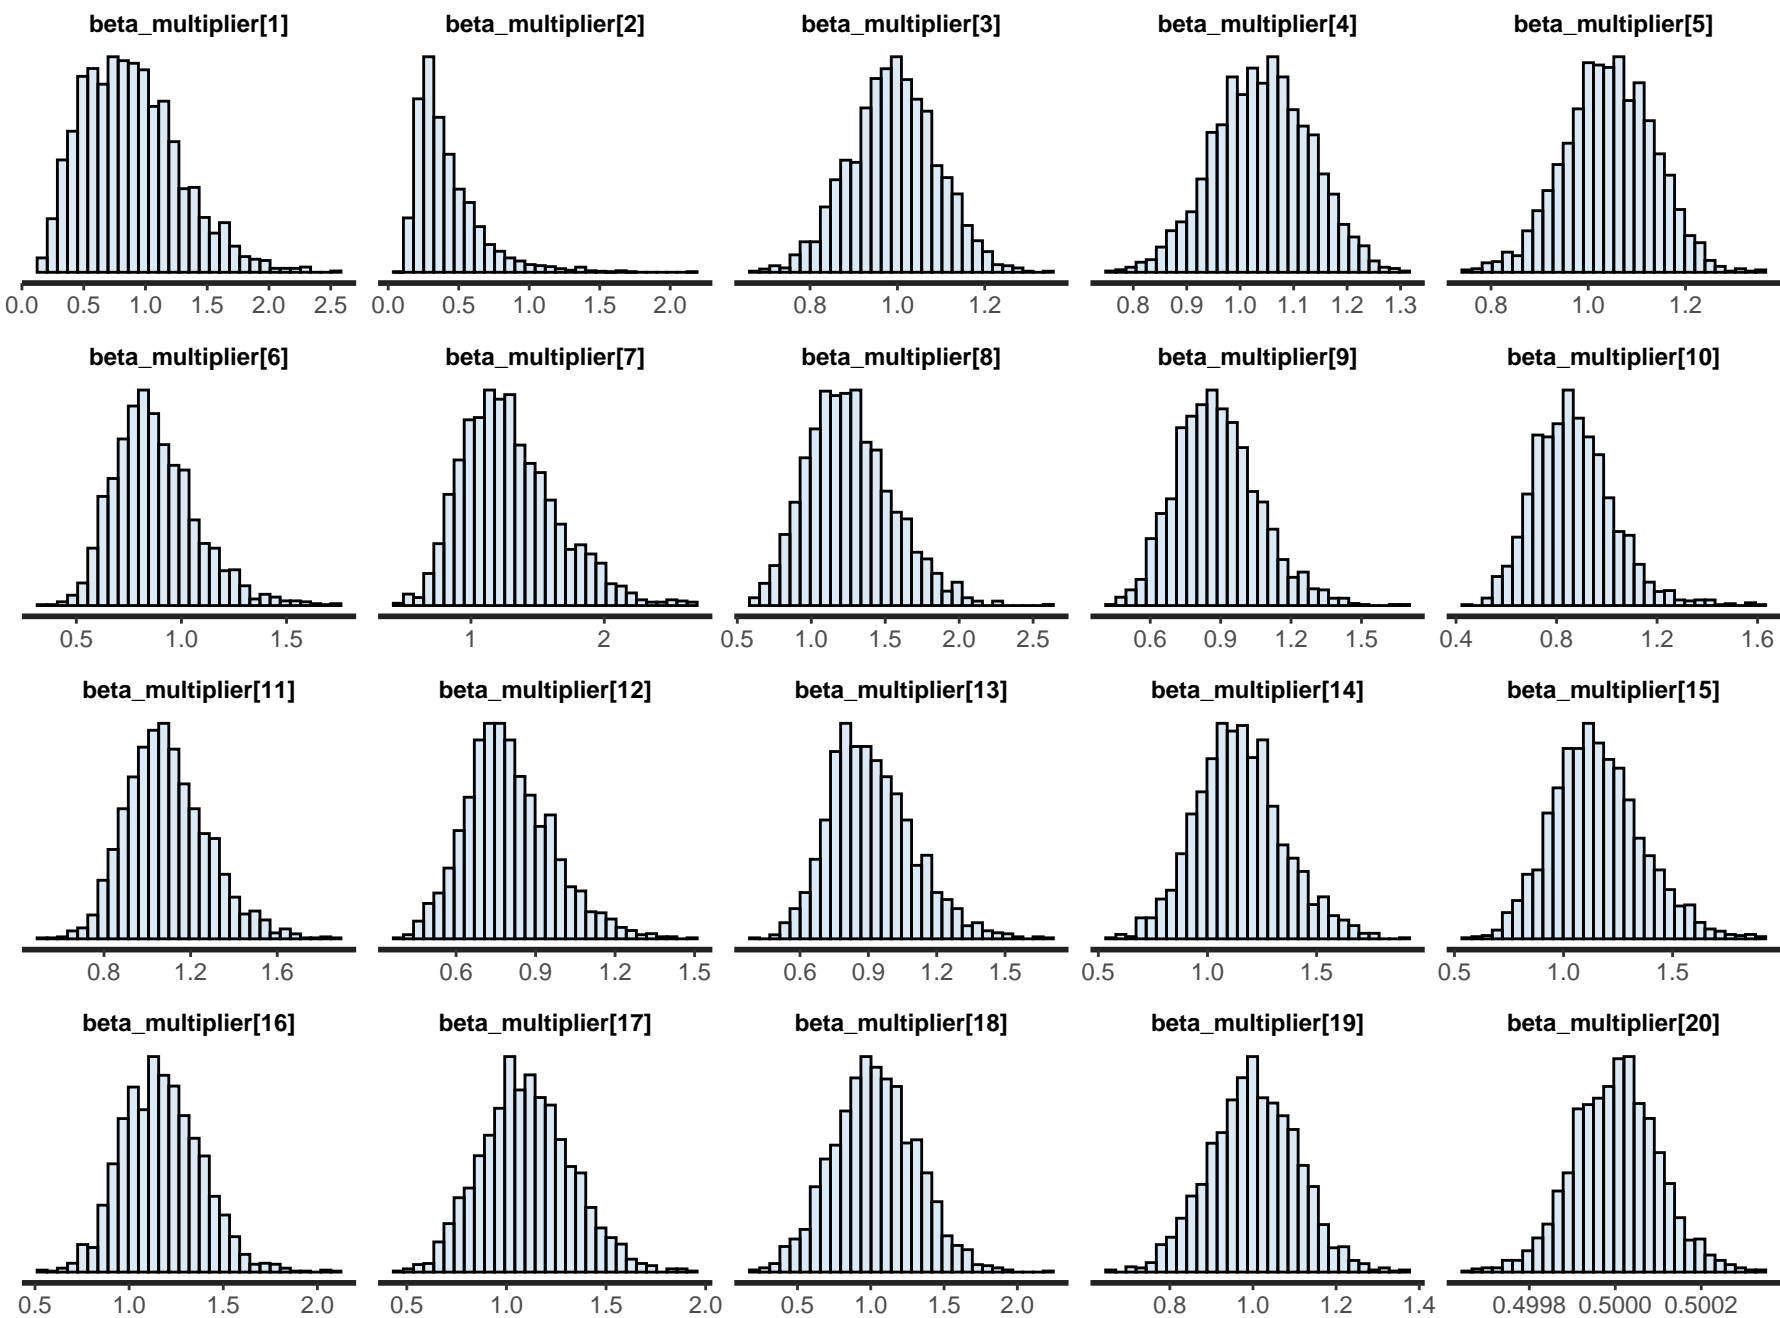 beta_multiplier[1] beta_multiplier[2] beta_multiplier[3] beta_multiplier[4] beta_multiplier[5]
0.0 0.5 1.0 1.5 2.0 2.5 0.0 0.5 1.0 1.5 2.0 0.8 1.0 1.2 0.8 0.9 1.0 1.1 1.2 1.3 0.8 1.0 1.2
beta_multiplier[6] beta_multiplier[7] beta_multiplier[8] beta_multiplier[9] beta_multiplier[10]
0.5 1.0 1.5 1 2 0.5 1.0 1.5 2.0 2.5 0.6 0.9 1.2 1.5 0.4 0.8 1.2 1.6
beta_multiplier[11] beta_multiplier[12] beta_multiplier[13] beta_multiplier[14] beta_multiplier[15]
0.8 1.2 1.6 0.6 0.9 1.2 1.5 0.6 0.9 1.2 1.5 0.5 1.0 1.5 0.5 1.0 1.5
beta_multiplier[16] beta_multiplier[17] beta_multiplier[18] beta_multiplier[19] beta_multiplier[20]
0.5 1.0 1.5 2.0 0.5 1.0 1.5 2.0 0.5 1.0 1.5 2.0 0.8 1.0 1.2 1.4 0.4998 0.5000 0.5002